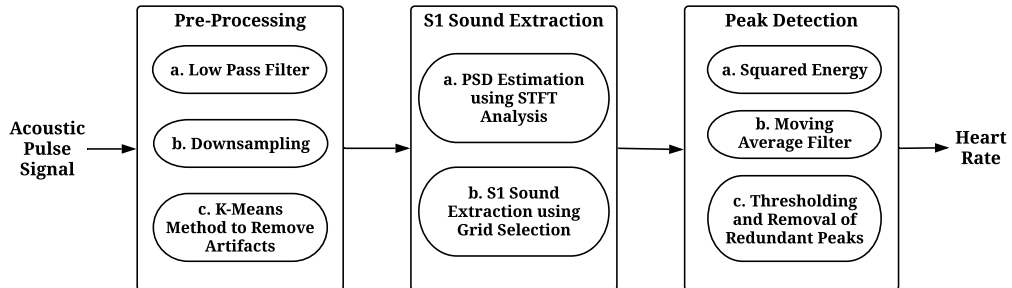 Acoustic
Pulse
Signal
Pre-Processing
a. Low Pass Filter
b. Downsampling
c. K-Means
Method to Remove
Artifacts
S1 Sound Extraction
a. PSD Estimation
using STFT
Analysis
b. S1 Sound
Extraction using
Grid Selection
Peak Detection
a. Squared Energy
b. Moving
Average Filter
c. Thresholding
and Removal of
Redundant Peaks
Heart
Rate